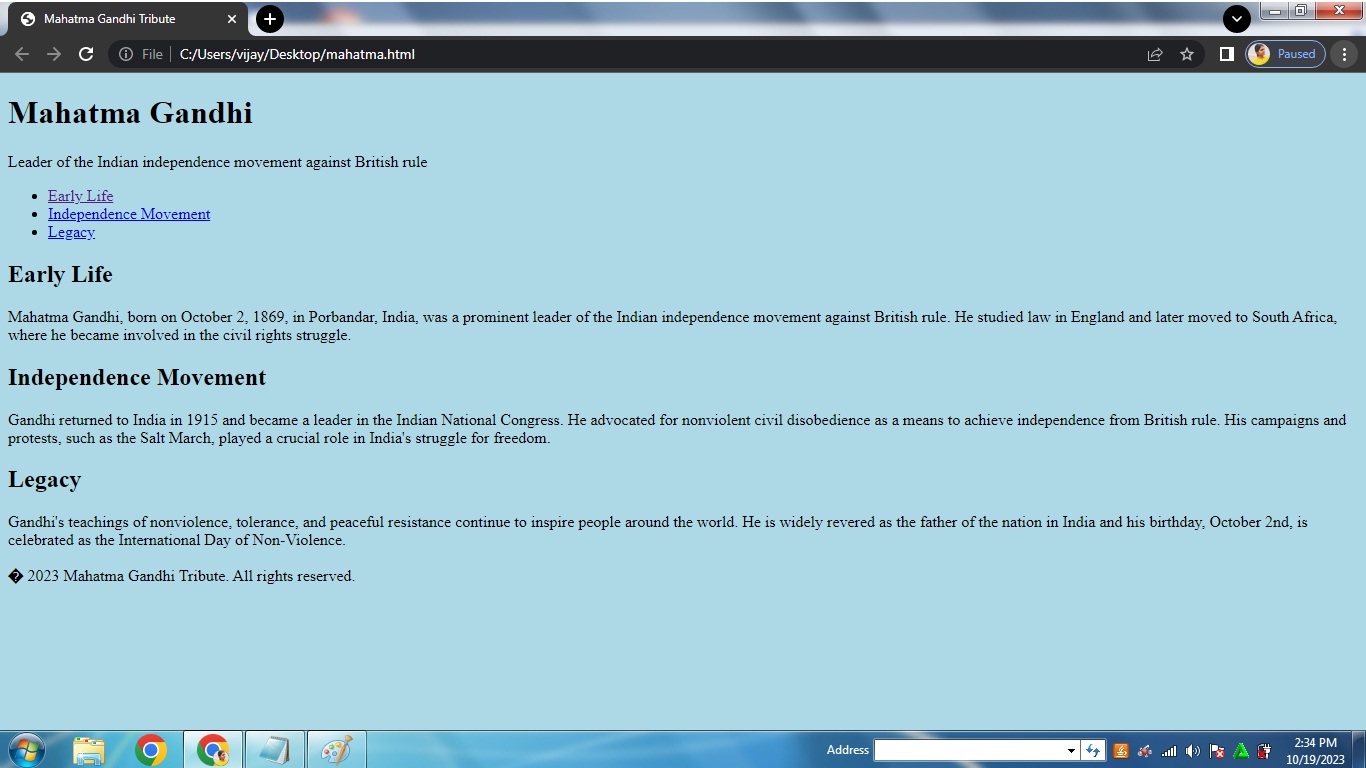 Mahatma Gandhi Tribute
File
C:/Users/vijay/Desktop/mahatma.html
Paused
Mahatma Gandhi
Leader of the Indian independence movement against British rule
Early Life
Independence Movement
Legacy
Early Life
Mahatma Gandhi, born on October 2, 1869, in Porbandar, India, was a prominent leader of the Indian independence movement against British rule. He studied law in England and later moved to South Africa,
where he became involved in the civil rights struggle.
Independence Movement
Gandhi returned to India in 1915 and became a leader in the Indian National Congress. He advocated for nonviolent civil disobedience as a means to achieve independence from British rule. His campaigns and
protests, such as the Salt March, played a crucial role in India's struggle for freedom.
Legacy
Gandhi's teachings of nonviolence, tolerance, and peaceful resistance continue to inspire people around the world. He is widely revered as the father of the nation in India and his birthday, October 2nd, is
celebrated as the International Day of Non-Violence.
� 2023 Mahatma Gandhi Tribute. All rights reserved.
Address
2:34 PM
10/19/2023